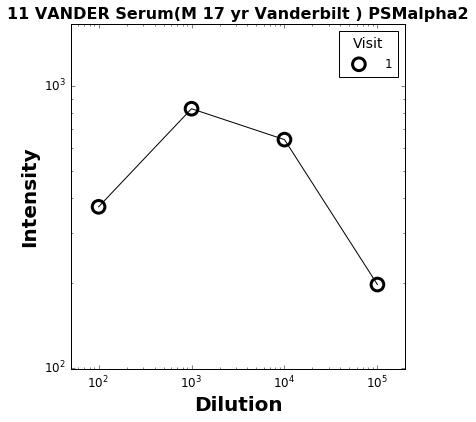 11 VANDER Serum(M 17 yr Vanderbilt ) PSMalpha2
Visit
1
10³
10²
Intensity
10² 10³ 10⁴ 10⁵
Dilution